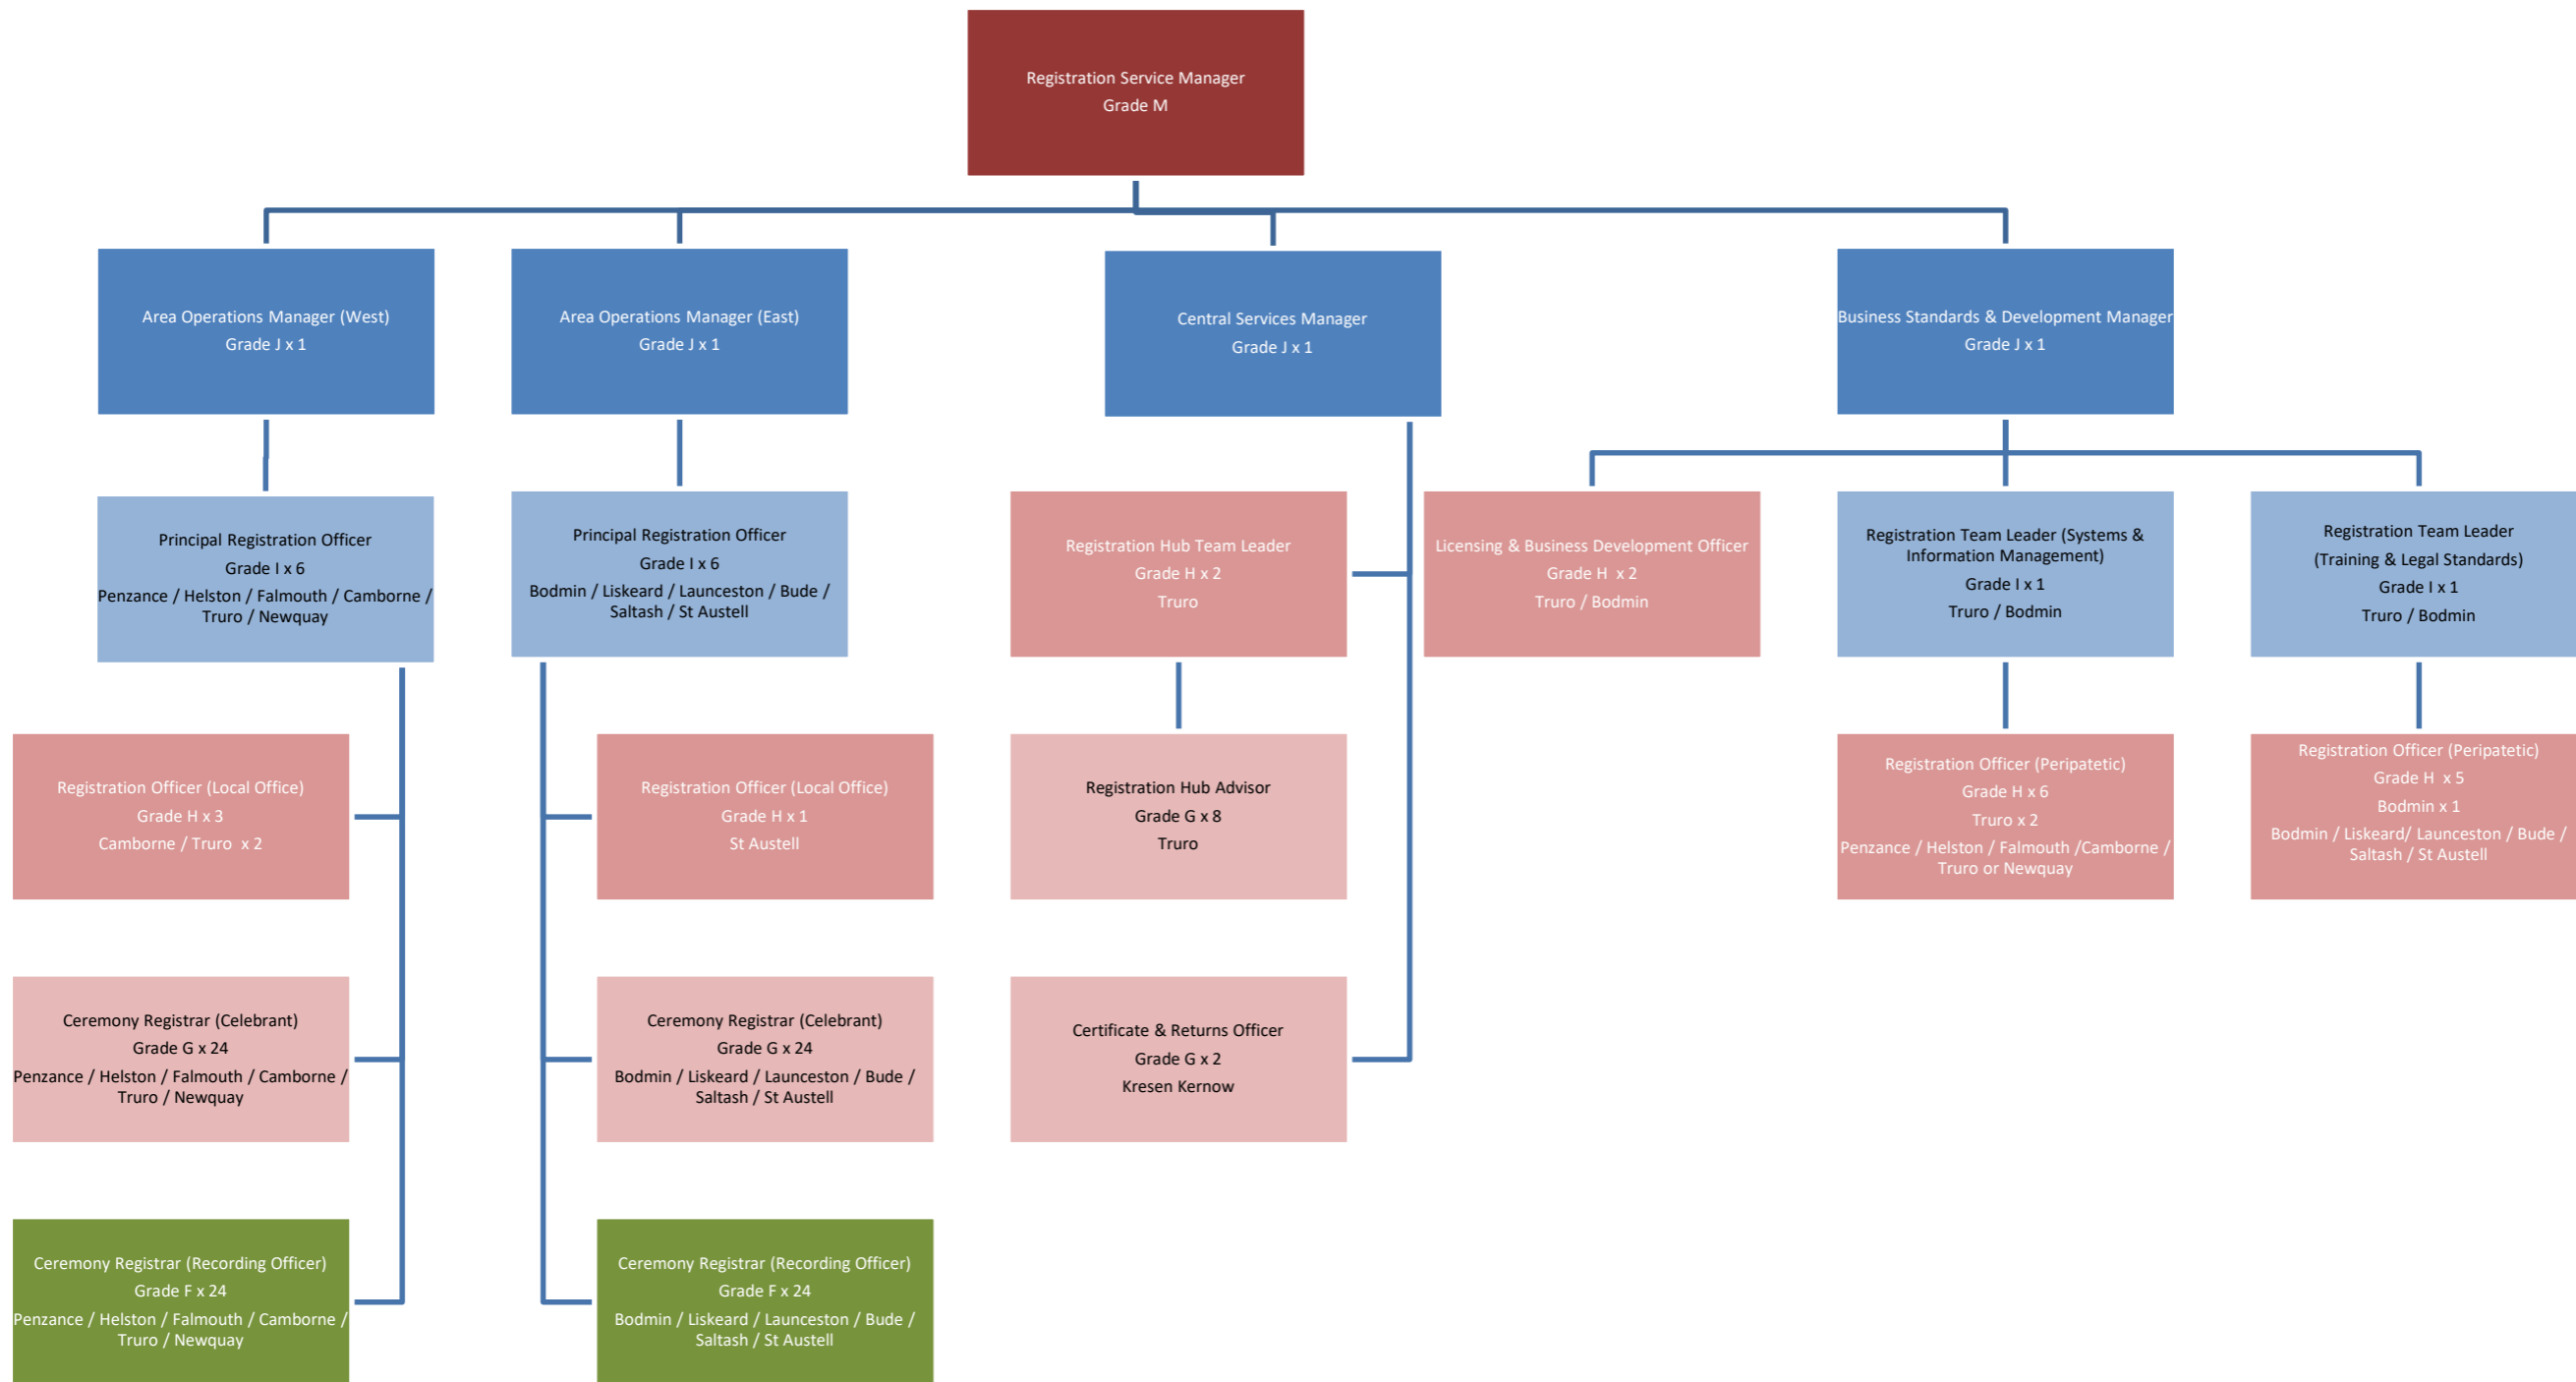 Registration Service Manager
Grade M
Area Operations Manager (West)
Grade J x 1
Area Operations Manager (East)
Grade J x 1
Central Services Manager
Grade J x 1
Business Standards & Development Manager
Grade J x 1
Principal Registration Officer
Grade I x 6
Penzance / Helston / Falmouth / Camborne /
Truro / Newquay
Principal Registration Officer
Grade I x 6
Bodmin / Liskeard / Launceston / Bude /
Saltash / St Austell
Registration Hub Team Leader
Grade H x 2
Truro
Licensing & Business Development Officer
Grade H  x 2
Truro / Bodmin
Registration Team Leader (Systems &
Information Management)
Grade I x 1
Truro / Bodmin
Registration Team Leader
(Training & Legal Standards)
Grade I x 1
Truro / Bodmin
Registration Officer (Local Office)
Grade H x 3
Camborne / Truro  x 2
Registration Officer (Local Office)
Grade H x 1
St Austell
Registration Hub Advisor
Grade G x 8
Truro
Registration Officer (Peripatetic)
Grade H x 6
Truro x 2
Penzance / Helston / Falmouth /Camborne /
Truro or Newquay
Registration Officer (Peripatetic)
Grade H  x 5
Bodmin x 1
Bodmin / Liskeard/ Launceston / Bude /
Saltash / St Austell
Ceremony Registrar (Celebrant)
Grade G x 24
Penzance / Helston / Falmouth / Camborne /
Truro / Newquay
Ceremony Registrar (Celebrant)
Grade G x 24
Bodmin / Liskeard / Launceston / Bude /
Saltash / St Austell
Certificate & Returns Officer
Grade G x 2
Kresen Kernow
Ceremony Registrar (Recording Officer)
Grade F x 24
Penzance / Helston / Falmouth / Camborne /
Truro / Newquay
Ceremony Registrar (Recording Officer)
Grade F x 24
Bodmin / Liskeard / Launceston / Bude /
Saltash / St Austell